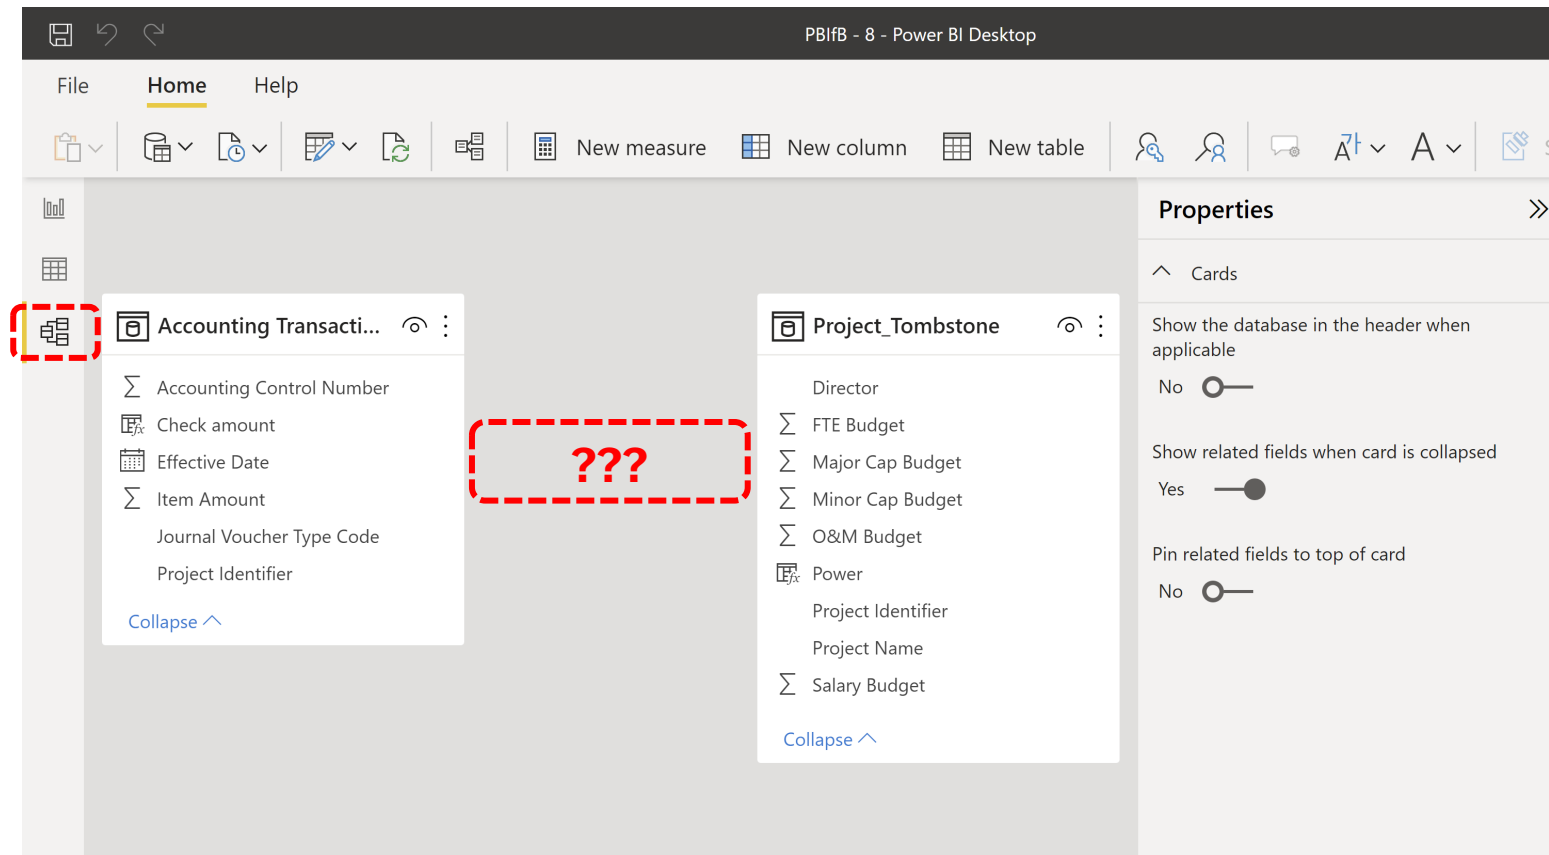 PBIfB - 8 - Power BI Desktop
File Home Help
New measure New column New table
Properties
Cards
Show the database in the header when
applicable
No
Show related fields when card is collapsed
Yes
Pin related fields to top of card
No
Accounting Transacti...
Accounting Control Number
Check amount
Effective Date
Item Amount
Journal Voucher Type Code
Project Identifier
Collapse
???
Project_Tombstone
Director
FTE Budget
Major Cap Budget
Minor Cap Budget
O&M Budget
Power
Project Identifier
Project Name
Salary Budget
Collapse